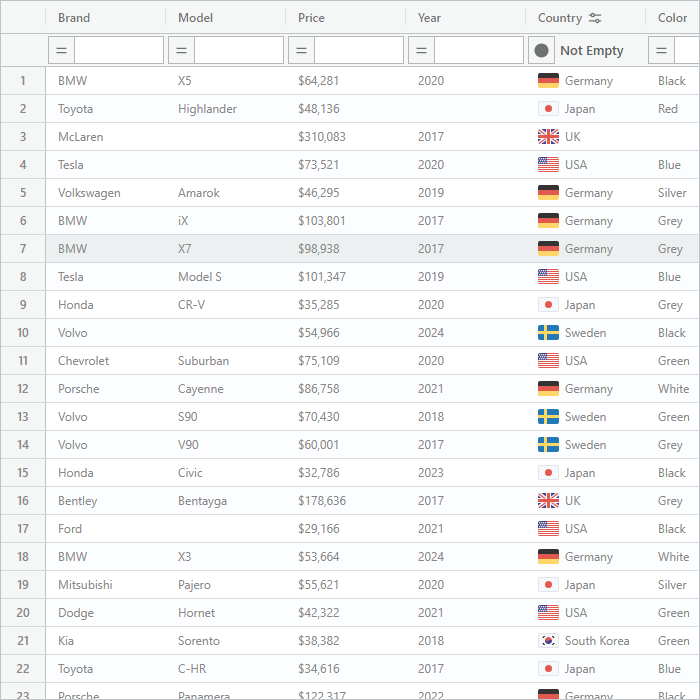 Brand Model Price Year Country Color
= = = = Not Empty =
1 BMW X5 $64,281 2020 Germany Black
2 Toyota Highlander $48,136 Japan Red
3 McLaren $310,083 2017 UK
4 Tesla $73,521 2020 USA Blue
5 Volkswagen Amarok $46,295 2019 Germany Silver
6 BMW iX $103,801 2017 Germany Grey
7 BMW X7 $98,938 2017 Germany Grey
8 Tesla Model S $101,347 2019 USA Blue
9 Honda CR-V $35,285 2020 Japan Grey
10 Volvo $54,966 2024 Sweden Black
11 Chevrolet Suburban $75,109 2020 USA Green
12 Porsche Cayenne $86,758 2021 Germany White
13 Volvo S90 $70,430 2018 Sweden Green
14 Volvo V90 $60,001 2017 Sweden Grey
15 Honda Civic $32,786 2023 Japan Black
16 Bentley Bentayga $178,636 2017 UK Grey
17 Ford $29,166 2021 USA Black
18 BMW X3 $53,664 2024 Germany White
19 Mitsubishi Pajero $55,621 2020 Japan Silver
20 Dodge Hornet $42,322 2021 USA Green
21 Kia Sorento $38,382 2018 South Korea Green
22 Toyota C-HR $34,616 2017 Japan Blue
23 Porsche Panamera $122,317 2022 Germany Black